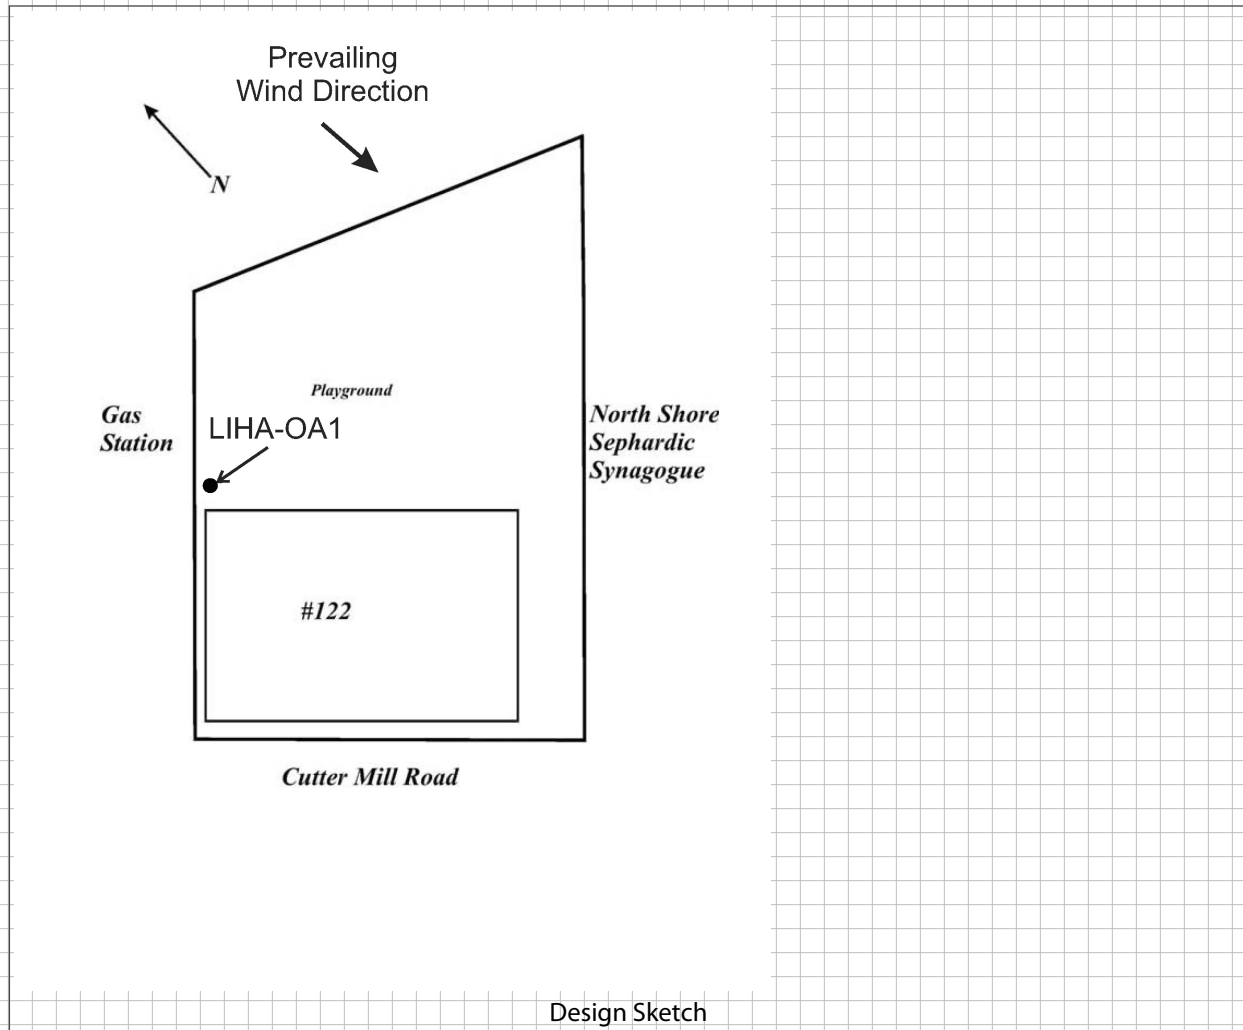 Prevailing
Wind Direction
N
Playground
Gas
Station
LIHA-OA1
North Shore
Sephardic
Synagogue
#122
Cutter Mill Road
Design Sketch